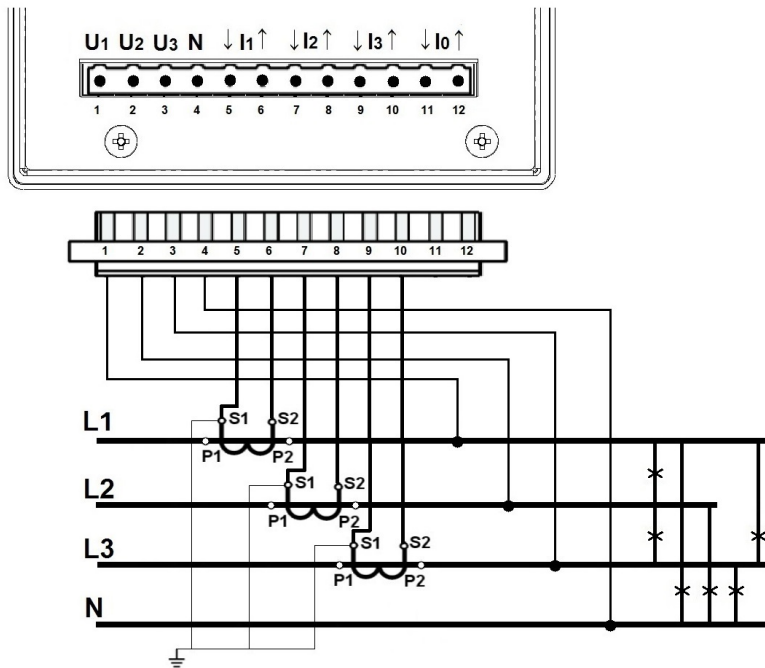 U1 U2 U3 N ↓ I1 ↑ ↓ I2 ↑ ↓ I3 ↑ ↓ I0 ↑
1 2 3 4 5 6 7 8 9 10 11 12
1 2 3 4 5 6 7 8 9 10 11 12
L1 S1 S2
P1 P2
L2 S1 S2
P1 P2
L3 S1 S2
P1 P2
N